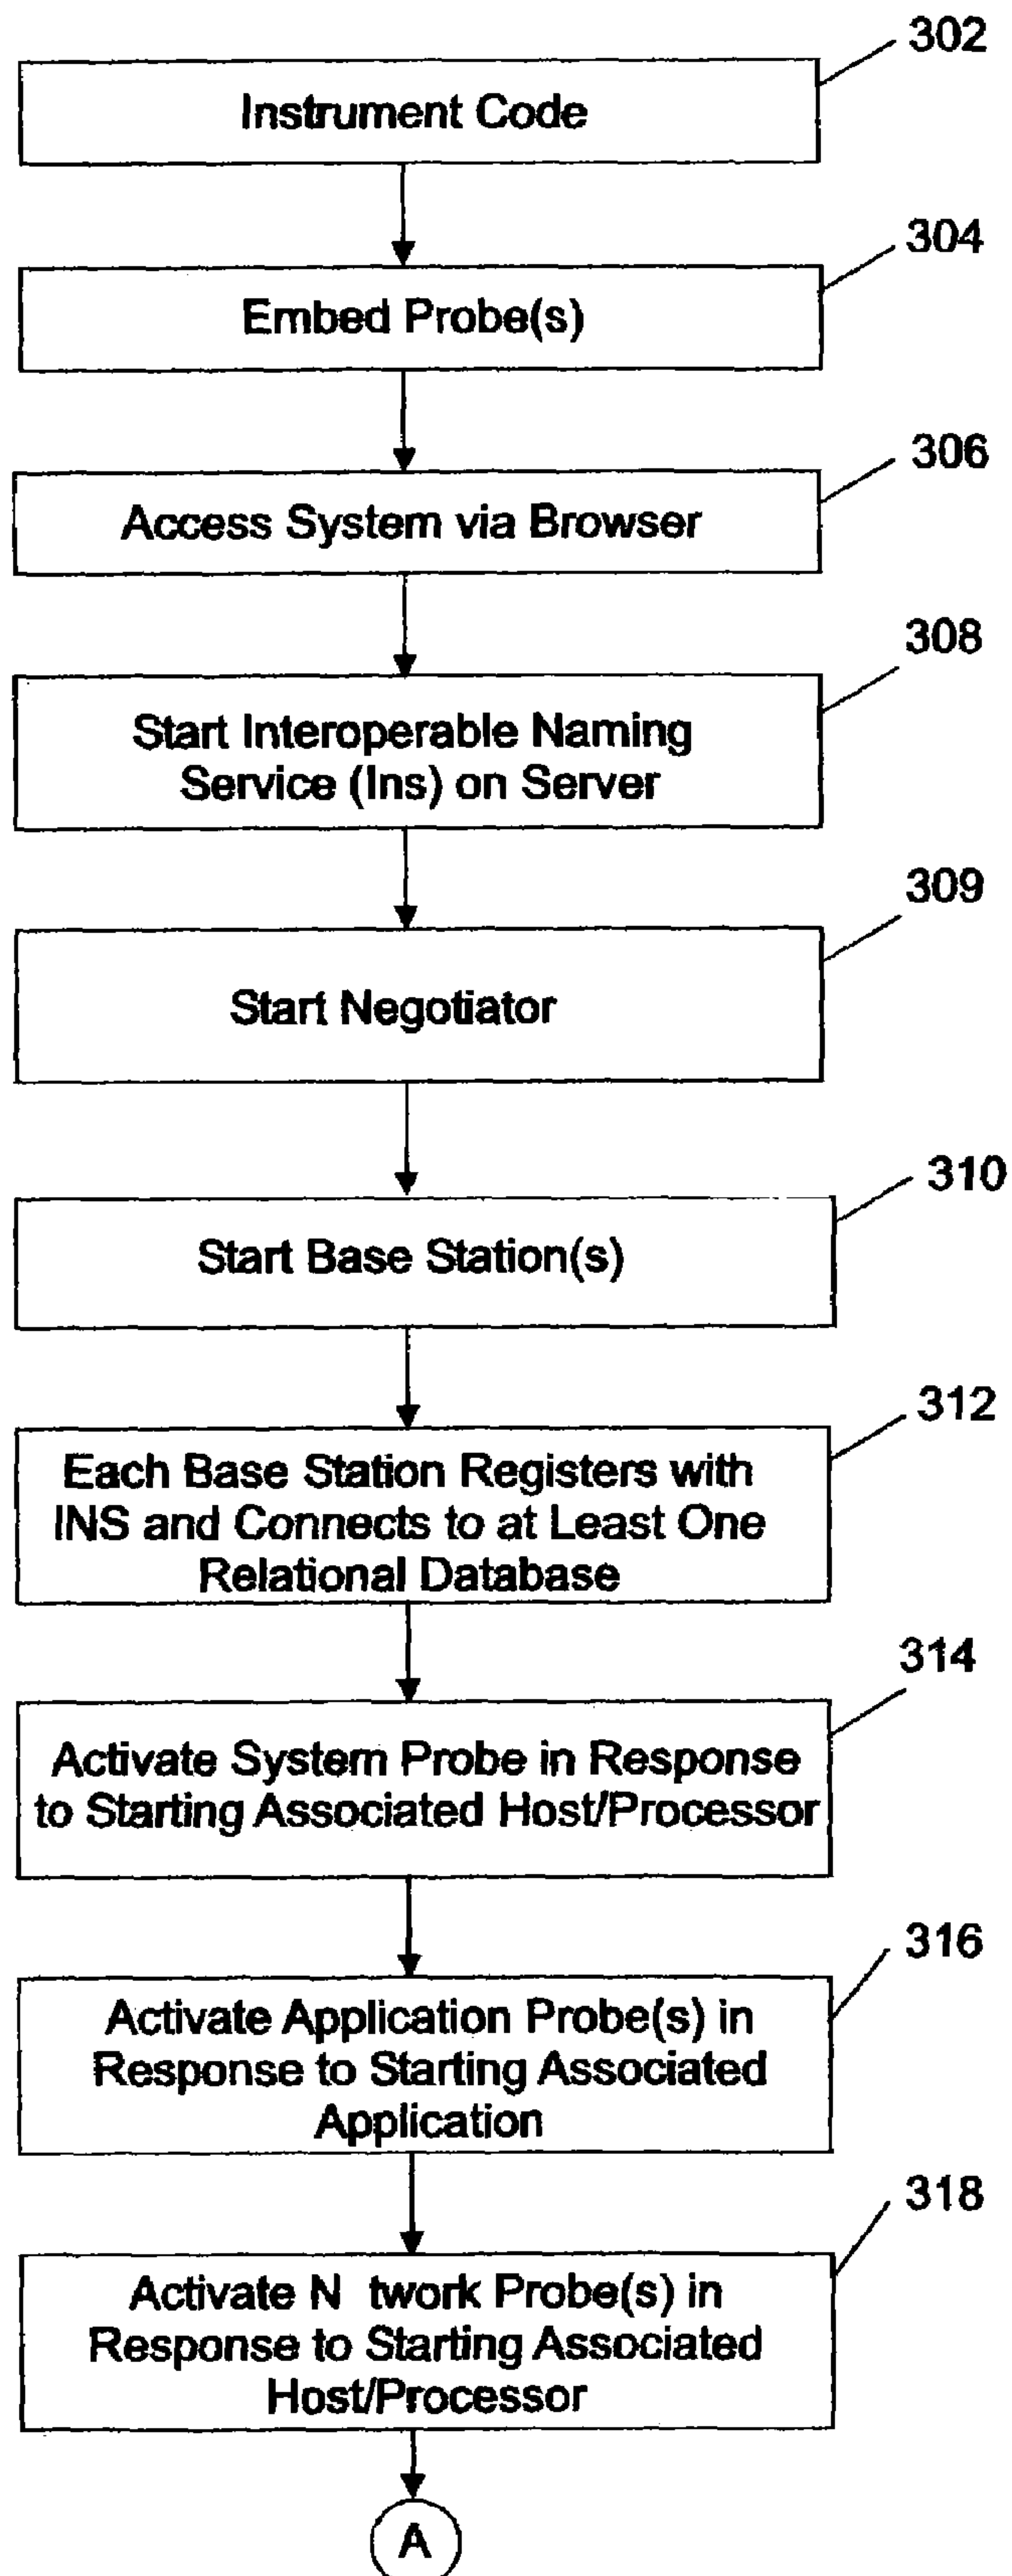 302
Instrument Code
304
Embed Probe(s)
306
Access System via Browser
308
Start Interoperable Naming
Service (Ins) on Server
309
Start Negotiator
310
Start Base Station(s)
312
Each Base Station Registers with
INS and Connects to at Least One
Relational Database
314
Activate System Probe in Response
to Starting Associated Host/Processor
316
Activate Application Probe(s) in
Response to Starting Associated
Application
318
Activate N twork Probe(s) in
Response to Starting Associated
Host/Processor
A